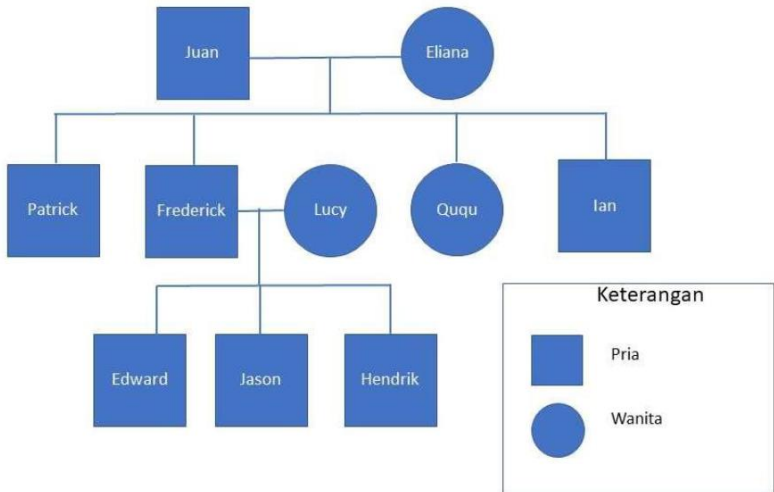 Juan
Eliana
Patrick
Frederick
Lucy
Ququ
Ian
Edward
Jason
Hendrik
Keterangan
Pria
Wanita